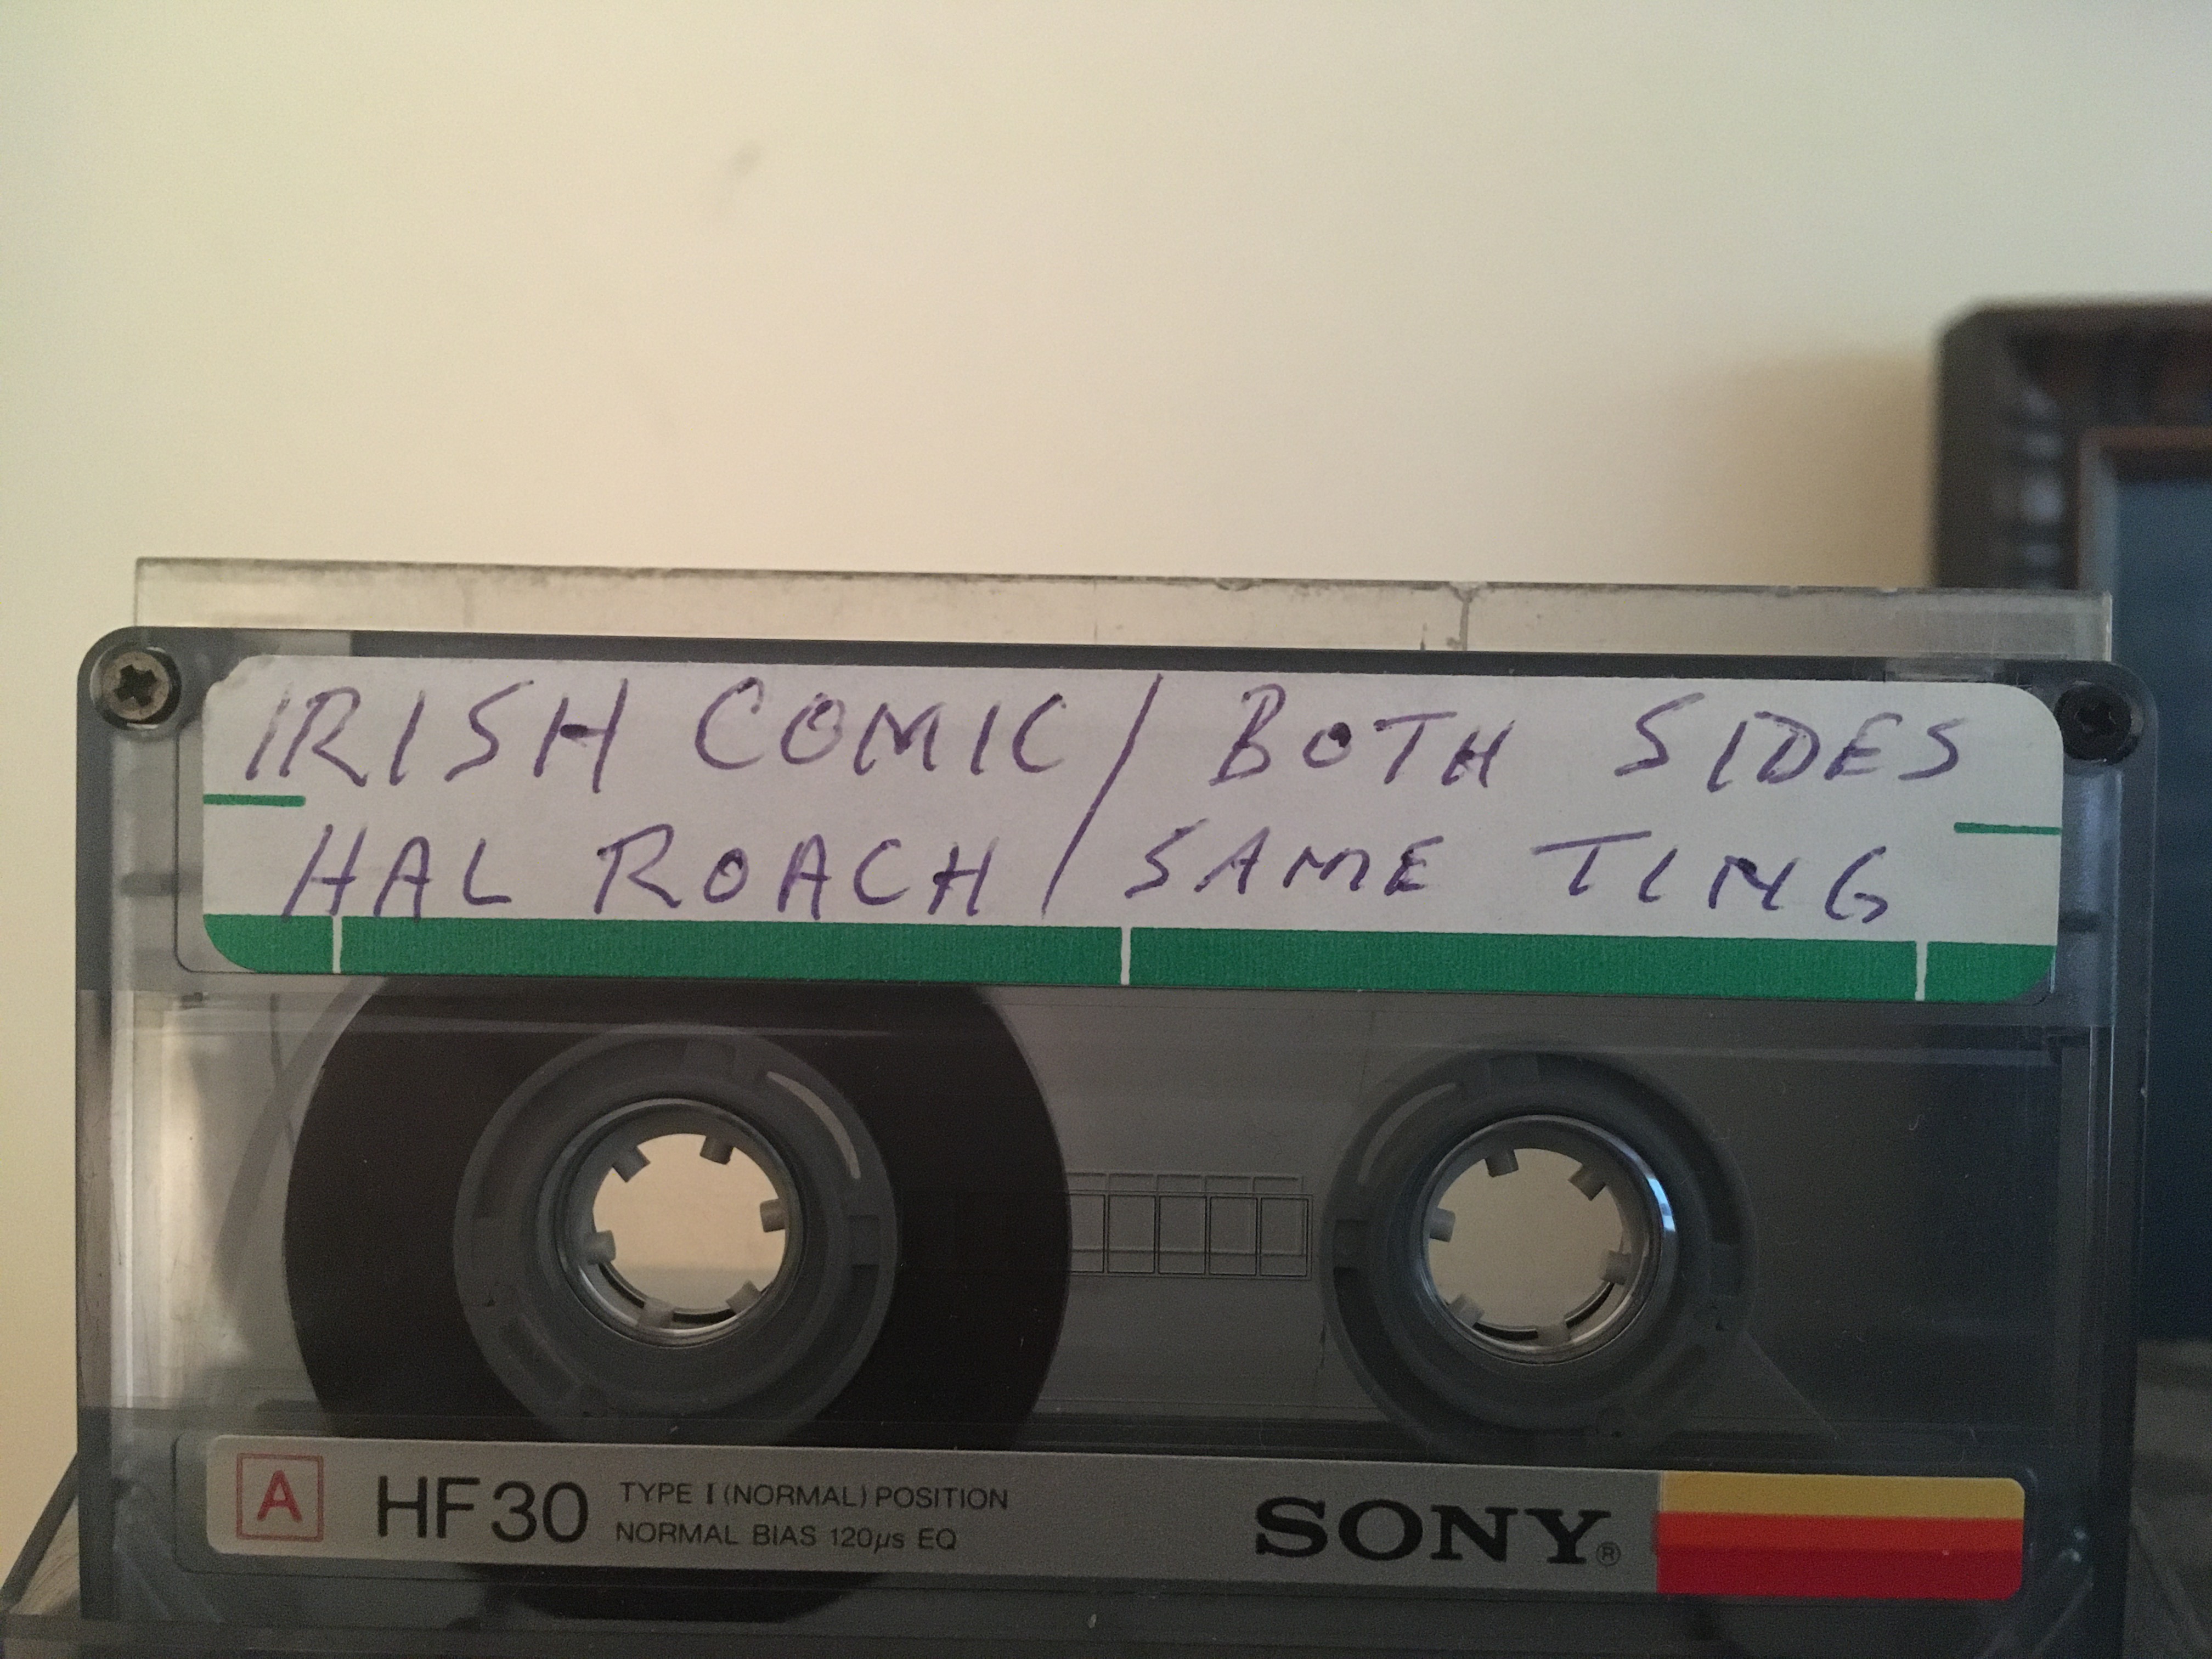 IRISH COMIC / BOTH SIDES
HAL ROACH / SAME TING
A HF 30 TYPE I (NORMAL) POSITION
NORMAL BIAS 120µs EQ
SONY®